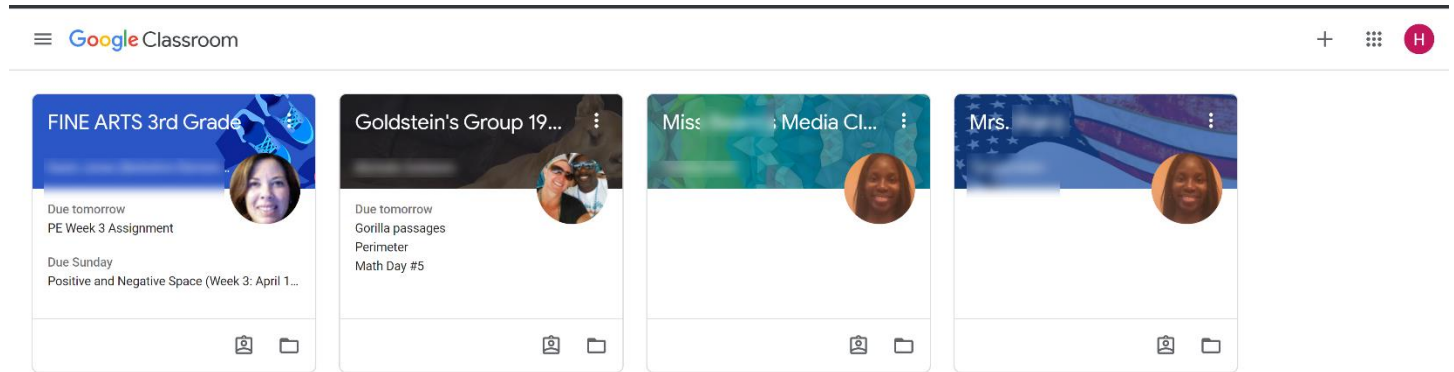 Google Classroom
H
FINE ARTS 3rd Grade
Due tomorrow
PE Week 3 Assignment
Due Sunday
Positive and Negative Space (Week 3: April 1...
Goldstein's Group 19...
Due tomorrow
Gorilla passages
Perimeter
Math Day #5
Miss Media Cl...
Mrs.